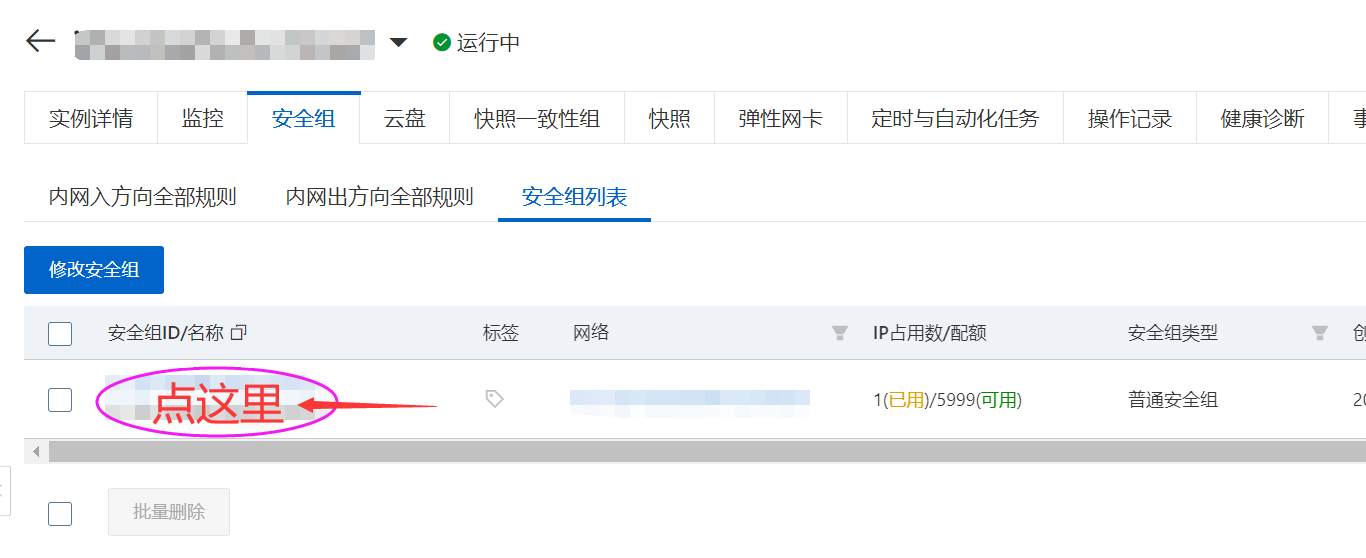 运行中
实例详情 监控 安全组 云盘 快照一致性组 快照 弹性网卡 定时与自动化任务 操作记录 健康诊断
内网入方向全部规则 内网出方向全部规则 安全组列表
修改安全组
安全组ID/名称 标签 网络 IP占用数/配额 安全组类型
点这里 1(已用)/5999(可用) 普通安全组
批量删除